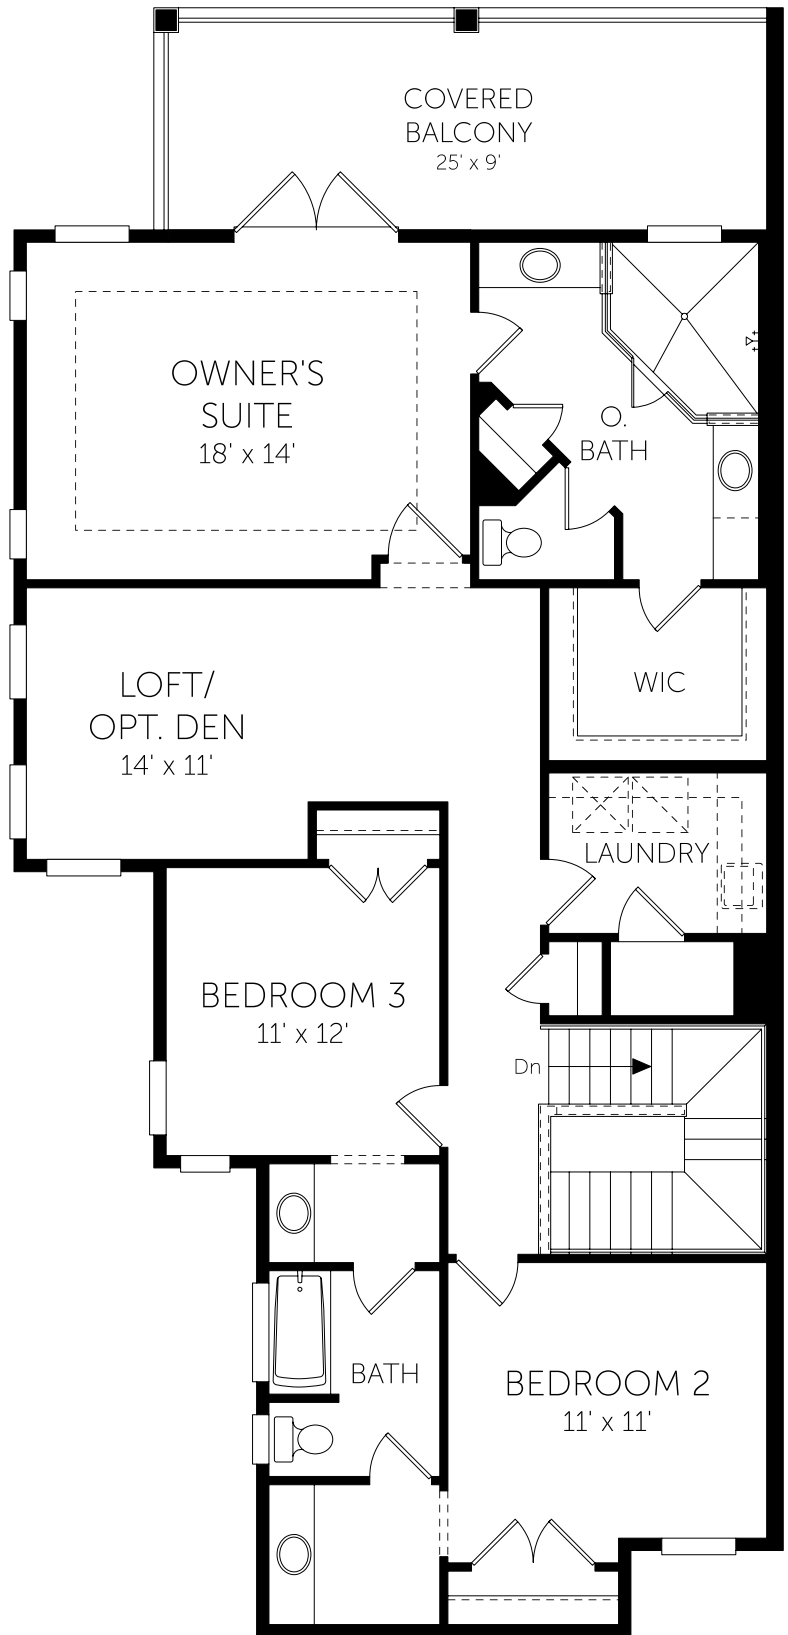 COVERED
BALCONY
25' x 9'
OWNER'S
SUITE
18' x 14'
O.
BATH
WIC
LOFT/
OPT. DEN
14' x 11'
LAUNDRY
BEDROOM 3
11' x 12'
Dn
BATH
BEDROOM 2
11' x 11'